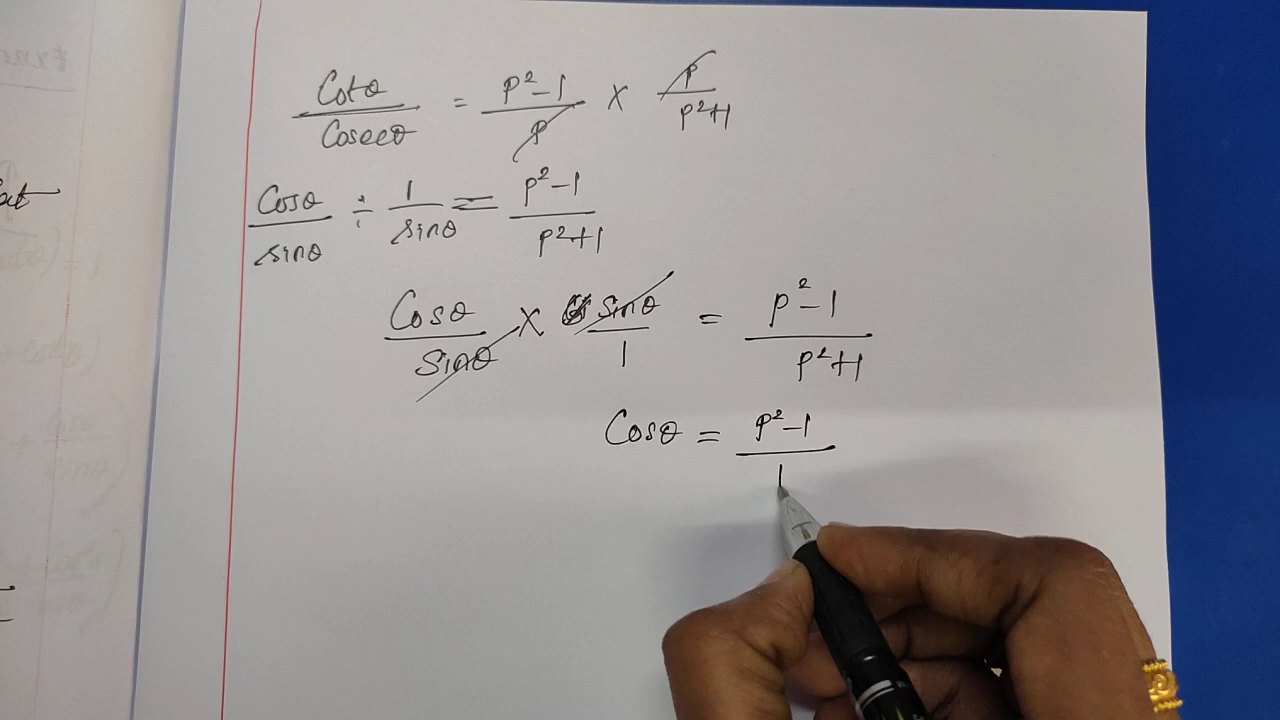 Cotθ / Cosecθ = p²-1 / p × p / p²+1
Cosθ / sinθ ÷ 1 / sinθ = p²-1 / p²+1
Cosθ / Sinθ × sinθ / 1 = p²-1 / p²+1
Cosθ = p²-1 /